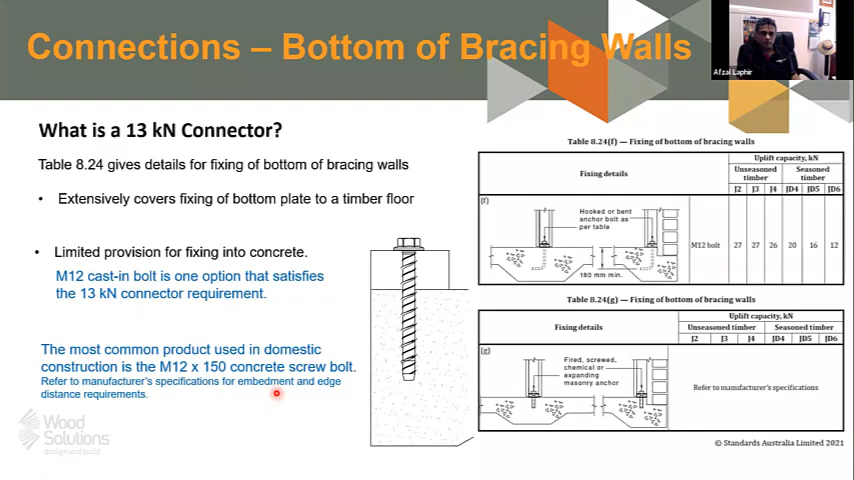 Connections – Bottom of Bracing Walls
Afzal Laphir
What is a 13 kN Connector?
Table 8.24 gives details for fixing of bottom of bracing walls
• Extensively covers fixing of bottom plate to a timber floor
• Limited provision for fixing into concrete.
M12 cast-in bolt is one option that satisfies
the 13 kN connector requirement.
The most common product used in domestic
construction is the M12 x 150 concrete screw bolt.
Refer to manufacturer's specifications for embedment and edge
distance requirements.
Wood
Solutions
design and build
Table 8.24(f) — Fixing of bottom of bracing walls
Fixing details
Uplift capacity, kN
Unseasoned
timber
Seasoned
timber
J2 J3 J4 JD4 JD5 JD6
(f)
Hooked or bent
anchor bolt as
per table
180 mm min.
M12 bolt 27 27 26 20 16 12
Table 8.24(g) — Fixing of bottom of bracing walls
Fixing details
Uplift capacity, kN
Unseasoned timber Seasoned timber
J2 J3 J4 JD4 JD5 JD6
(g)
Fired, screwed,
chemical or
expanding
masonry anchor
Refer to manufacturer's specifications
© Standards Australia Limited 2021